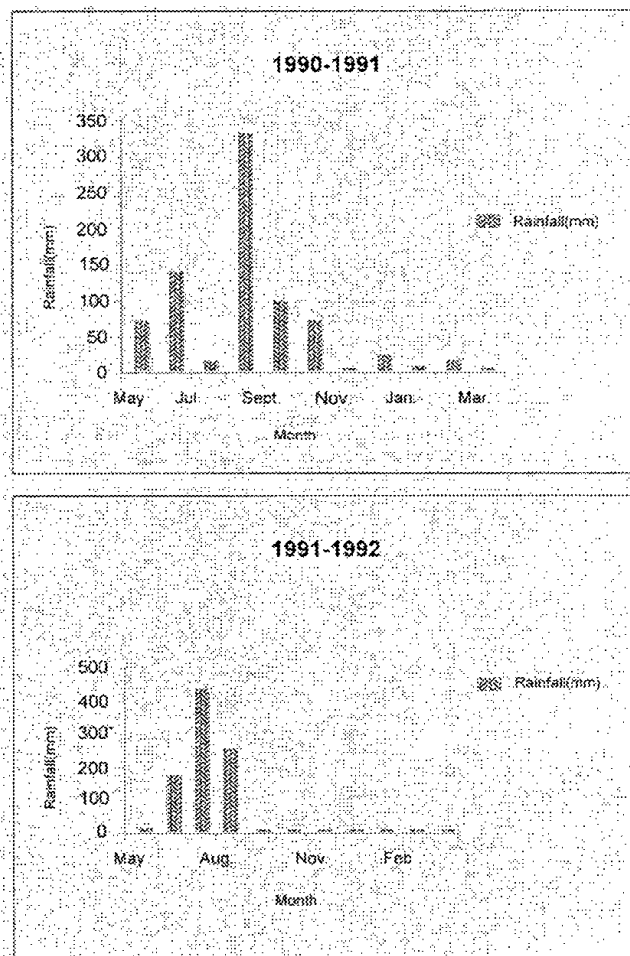 1990-1991
350
300
250
200
150
100
50
0
Rainfall(mm)
Rainfall(mm)
May Jul Sept. Nov. Jan. Mar.
Month
1991-1992
500
400
300
200
100
0
Rainfall(mm)
Rainfall(mm)
May Aug. Nov. Feb
Month